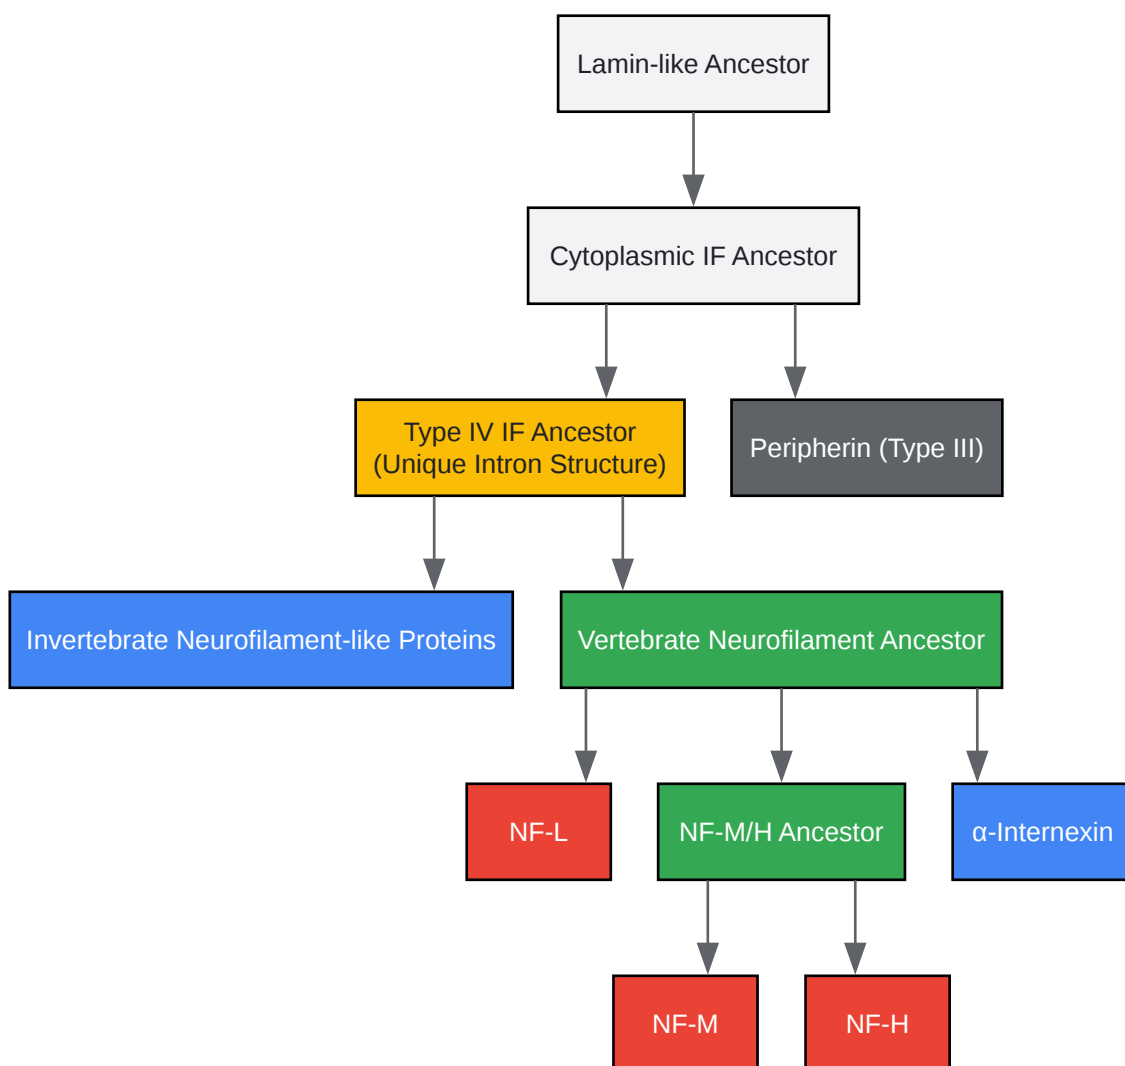 Lamin-like Ancestor
Cytoplasmic IF Ancestor
Type IV IF Ancestor
(Unique Intron Structure)
Peripherin (Type III)
Invertebrate Neurofilament-like Proteins
Vertebrate Neurofilament Ancestor
NF-L
NF-M/H Ancestor
α-Internexin
NF-M
NF-H